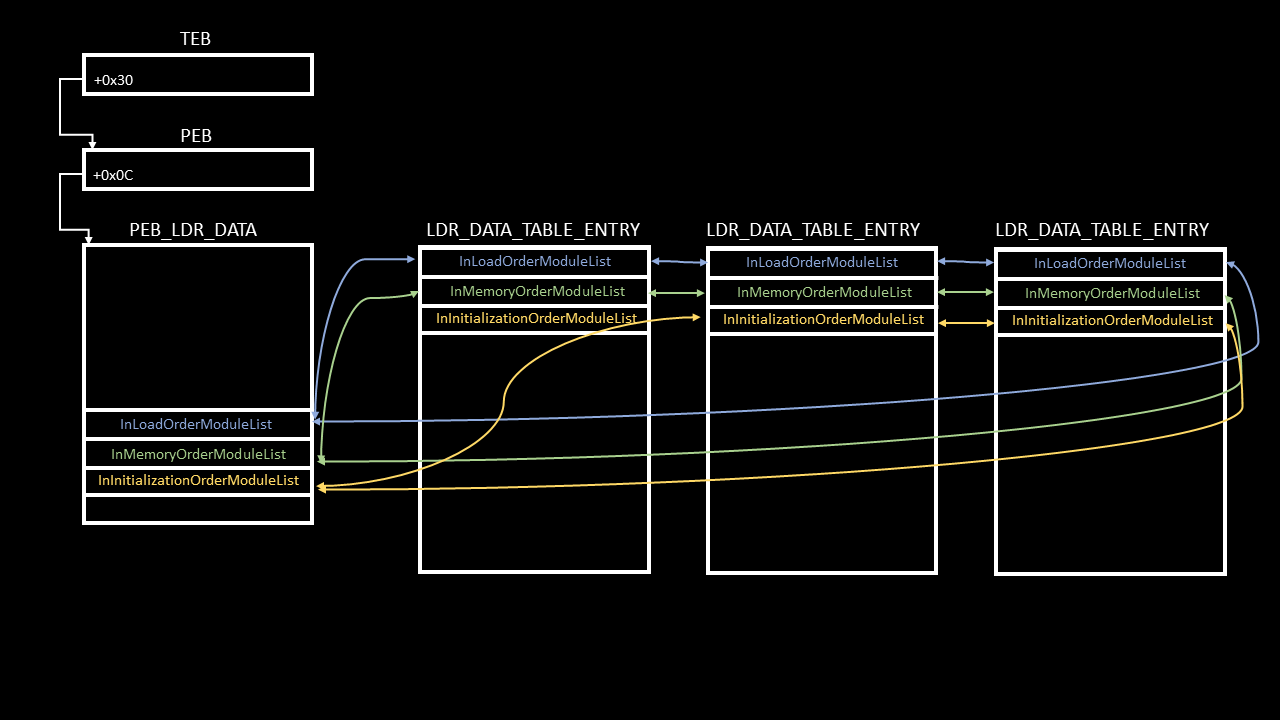 TEB
+0x30
PEB
+0x0C
PEB_LDR_DATA
InLoadOrderModuleList
InMemoryOrderModuleList
InInitializationOrderModuleList
LDR_DATA_TABLE_ENTRY
InLoadOrderModuleList
InMemoryOrderModuleList
InInitializationOrderModuleList
LDR_DATA_TABLE_ENTRY
InLoadOrderModuleList
InMemoryOrderModuleList
InInitializationOrderModuleList
LDR_DATA_TABLE_ENTRY
InLoadOrderModuleList
InMemoryOrderModuleList
InInitializationOrderModuleList